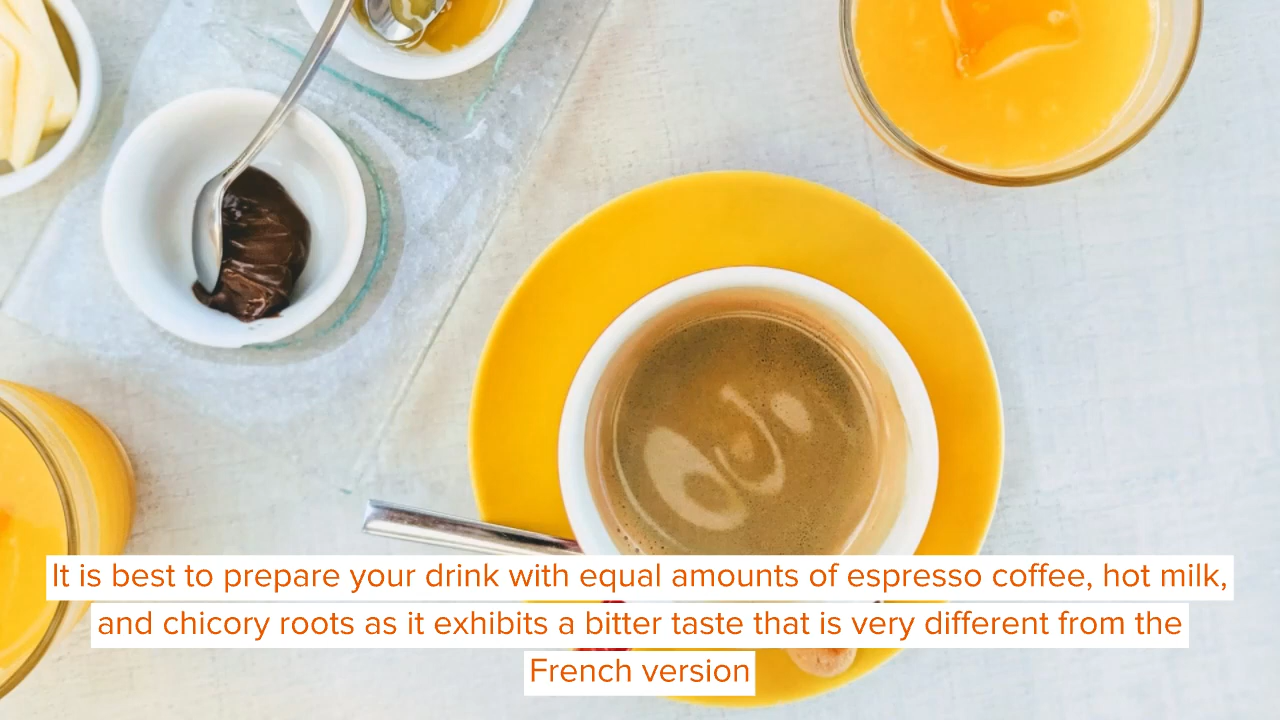 It is best to prepare your drink with equal amounts of espresso coffee, hot milk,
and chicory roots as it exhibits a bitter taste that is very different from the
French version